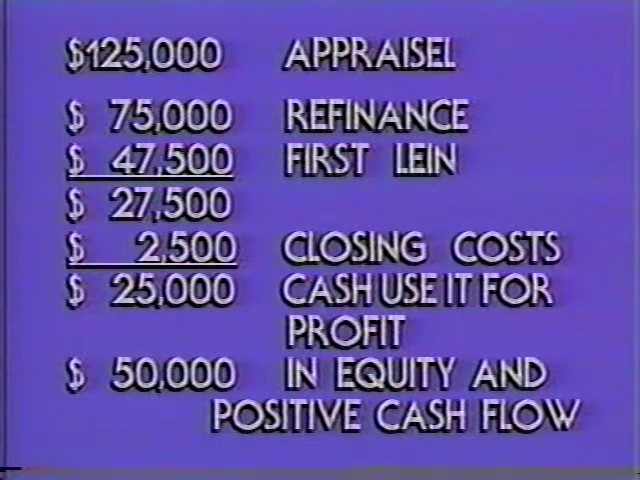 $125,000 APPRAISEL
$ 75,000 REFINANCE
$ 47,500 FIRST LEIN
$ 27,500
$ 2,500 CLOSING COSTS
$ 25,000 CASH USE IT FOR
PROFIT
$ 50,000 IN EQUITY AND
POSITIVE CASH FLOW